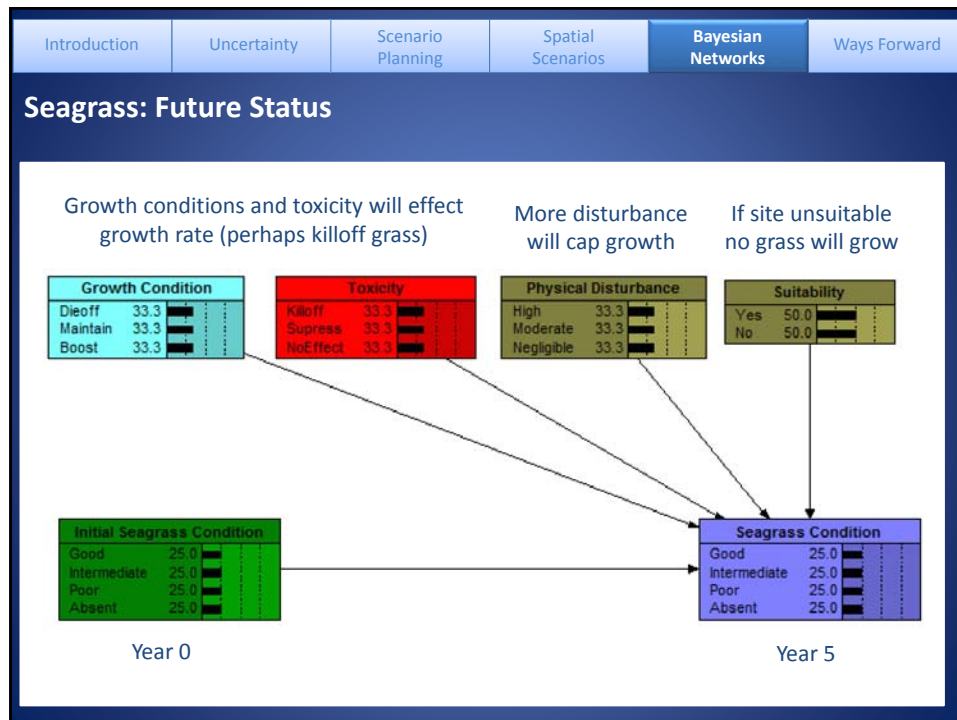 Introduction
Uncertainty
Scenario
Planning
Spatial
Scenarios
Bayesian
Networks
Ways Forward
Seagrass: Future Status
Growth conditions and toxicity will effect
growth rate (perhaps killoff grass)
More disturbance
will cap growth
If site unsuitable
no grass will grow
Growth Condition
Dieoff 33.3
Maintain 33.3
Boost 33.3
Toxicity
Killoff 33.3
Supress 33.3
NoEffect 33.3
Physical Disturbance
High 33.3
Moderate 33.3
Negligible 33.3
Suitability
Yes 50.0
No 50.0
Initial Seagrass Condition
Good 25.0
Intermediate 25.0
Poor 25.0
Absent 25.0
Seagrass Condition
Good 25.0
Intermediate 25.0
Poor 25.0
Absent 25.0
Year 0
Year 5